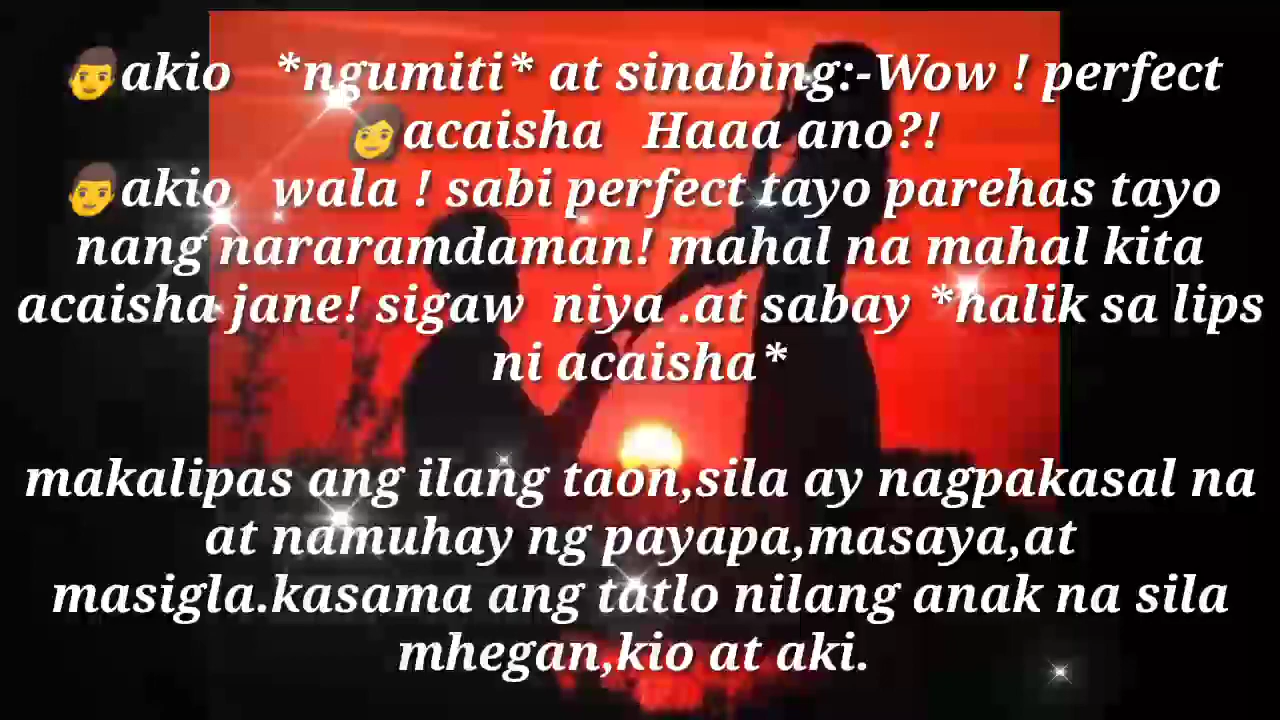 👨akio *ngumiti* at sinabing:-Wow ! perfect
👩acaisha Haaa ano?!
👨akio wala ! sabi perfect tayo parehas tayo
nang nararamdaman! mahal na mahal kita
acaisha jane! sigaw niya .at sabay *halik sa lips
ni acaisha*
makalipas ang ilang taon,sila ay nagpakasal na
at namuhay ng payapa,masaya,at
masigla.kasama ang tatlo nilang anak na sila
mhegan,kio at aki.